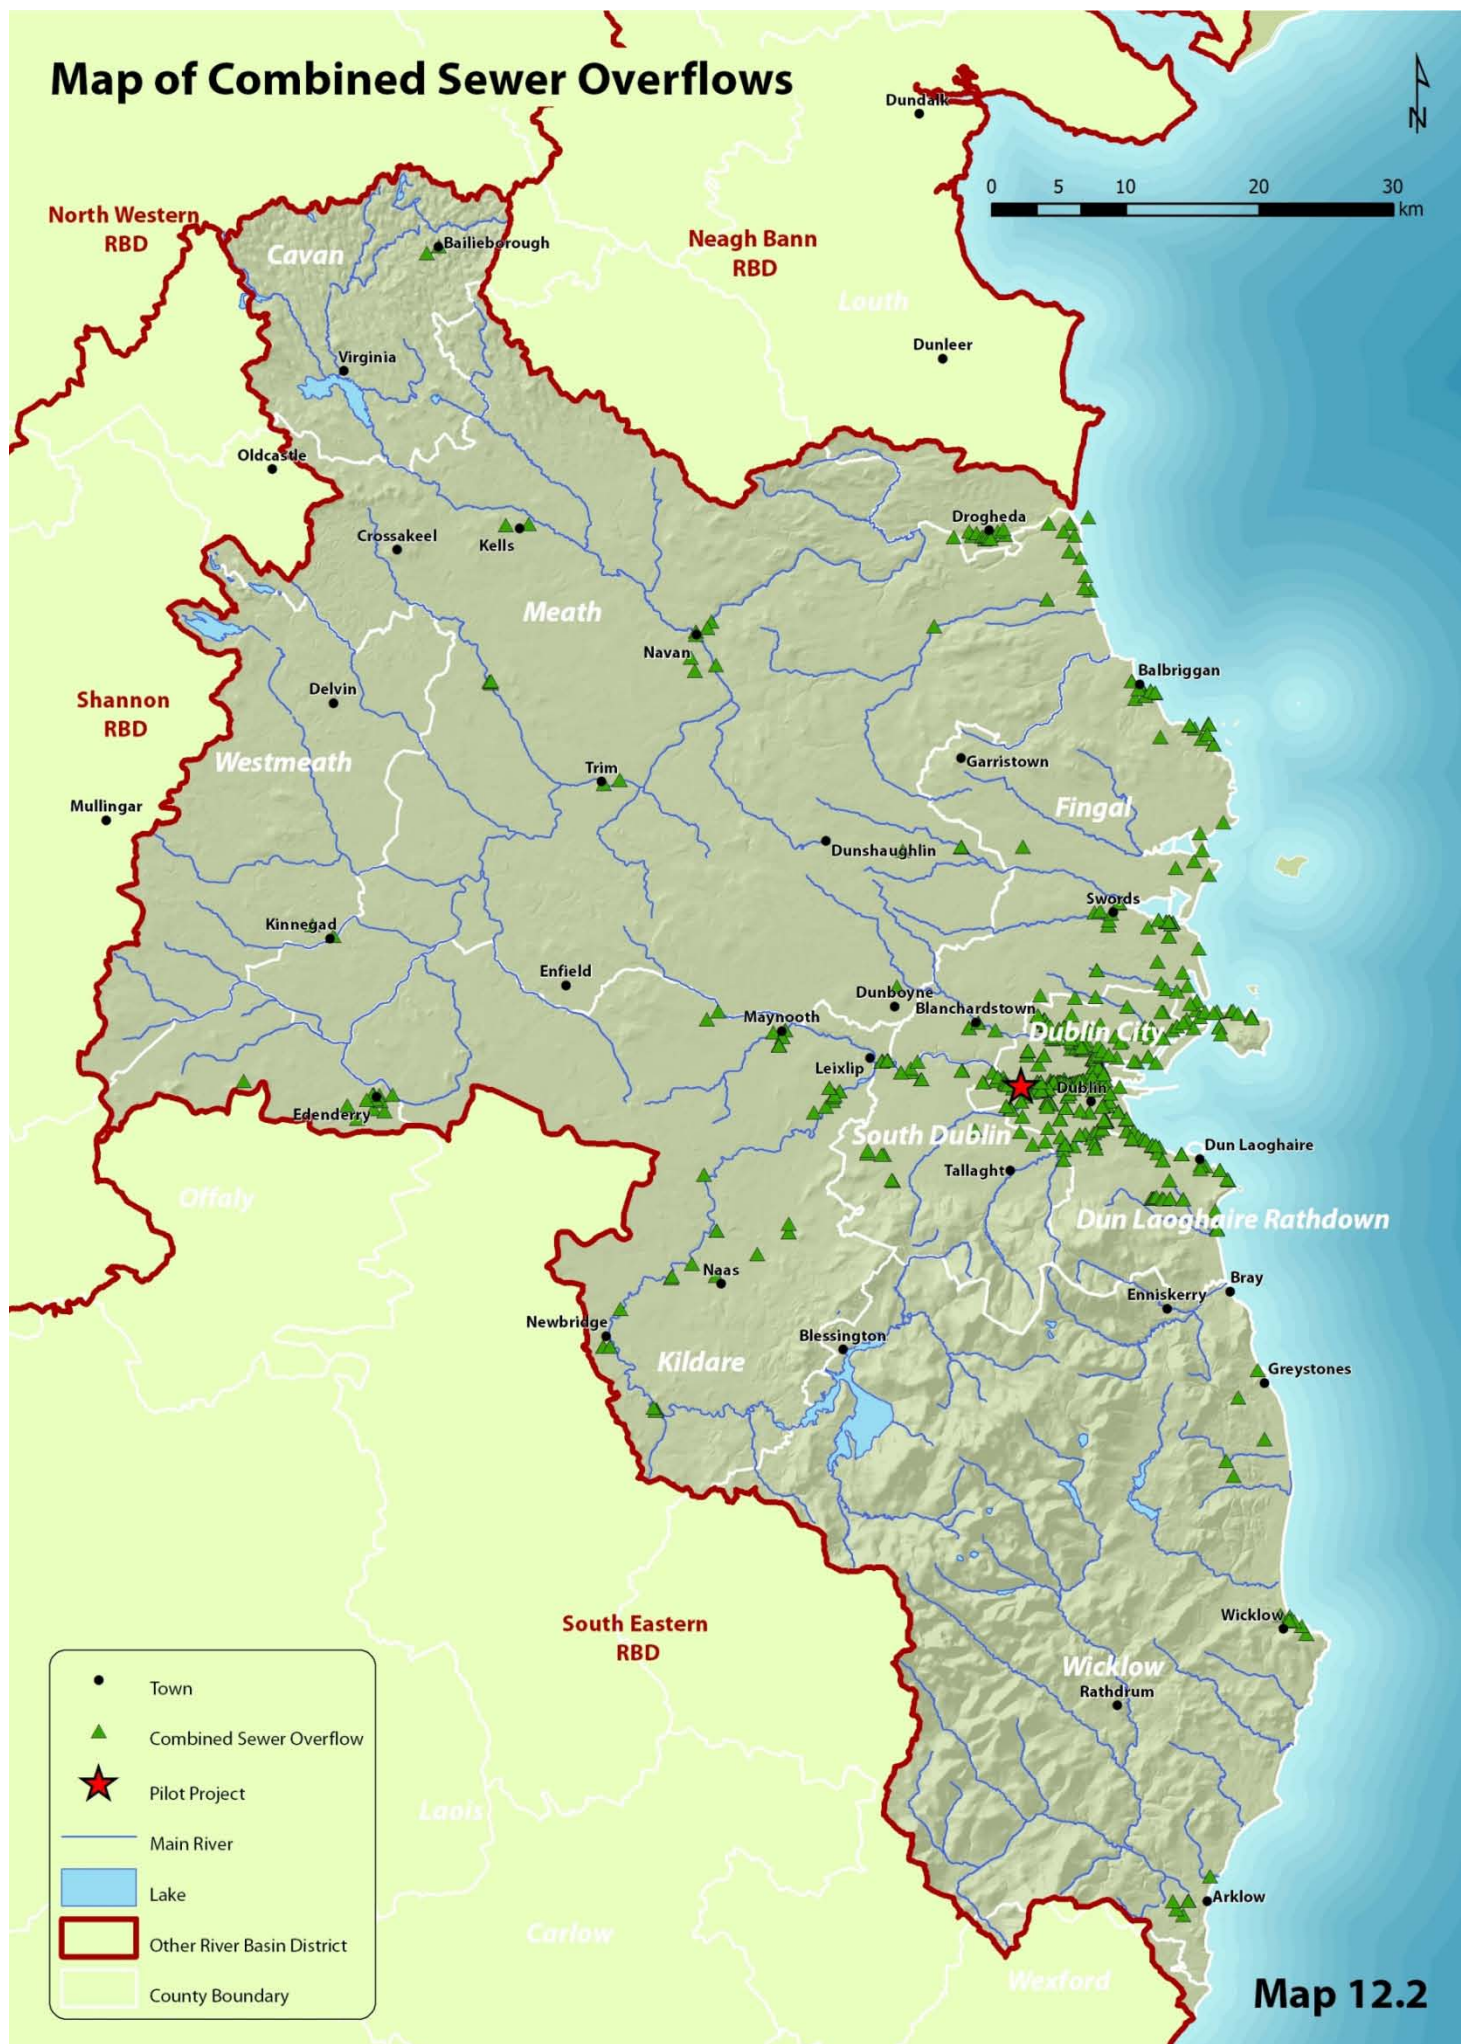 Map of Combined Sewer Overflows
Dundalk
N
0 5 10 20 30
km
North Western
RBD
Cavan
Bailieborough
Neagh Bann
RBD
Louth
Virginia
Dunleer
Oldcastle
Drogheda
Crossakeel
Kells
Meath
Navan
Balbriggan
Shannon
RBD
Delvin
Westmeath
Garristown
Trim
Mullingar
Fingal
Dunshaughlin
Swords
Kinnegad
Enfield
Dunboyne
Blanchardstown
Maynooth
Dublin City
Leixlip
Dublin
Edenderry
South Dublin
Dun Laoghaire
Tallaght
Offaly
Dun Laoghaire Rathdown
Naas
Bray
Enniskerry
Newbridge
Blessington
Kildare
Greystones
South Eastern
RBD
Wicklow
Wicklow
Rathdrum
Laois
Arklow
Carlow
Wexford
Town
Combined Sewer Overflow
Pilot Project
Main River
Lake
Other River Basin District
County Boundary
Map 12.2